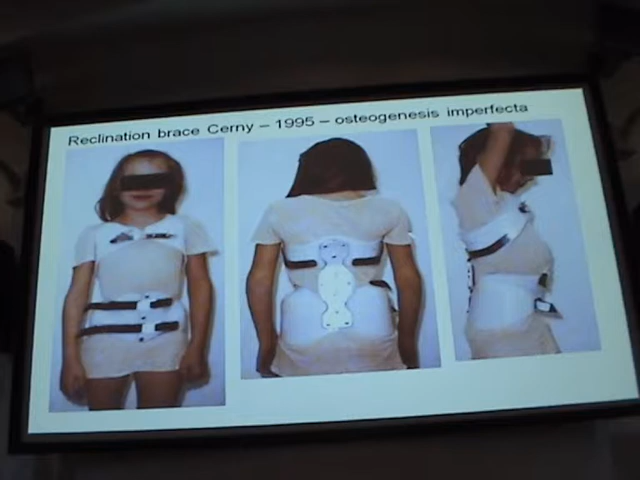 Reclination brace Cerny – 1995 – osteogenesis imperfecta